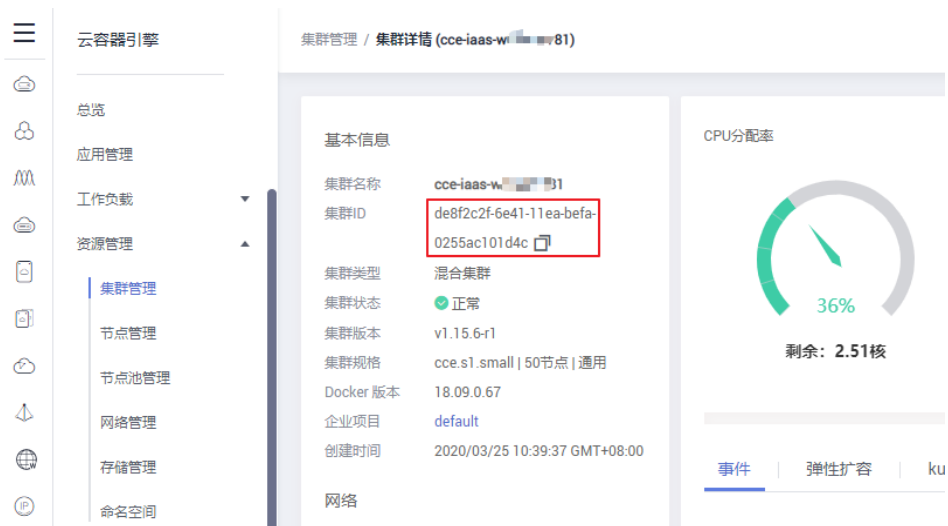 云容器引擎
总览
应用管理
工作负载
资源管理
集群管理
节点管理
节点池管理
网络管理
存储管理
命名空间
集群管理 / 集群详情 (cce-iaas-w 81)
基本信息
集群名称 cce-iaas-w 31
集群ID de8f2c2f-6e41-11ea-befa-
0255ac101d4c
集群类型 混合集群
集群状态 正常
集群版本 v1.15.6-r1
集群规格 cce.s1.small | 50节点 | 通用
Docker 版本 18.09.0.67
企业项目 default
创建时间 2020/03/25 10:39:37 GMT+08:00
网络
CPU分配率
36%
剩余：2.51核
事件 弹性扩容 ku
IP